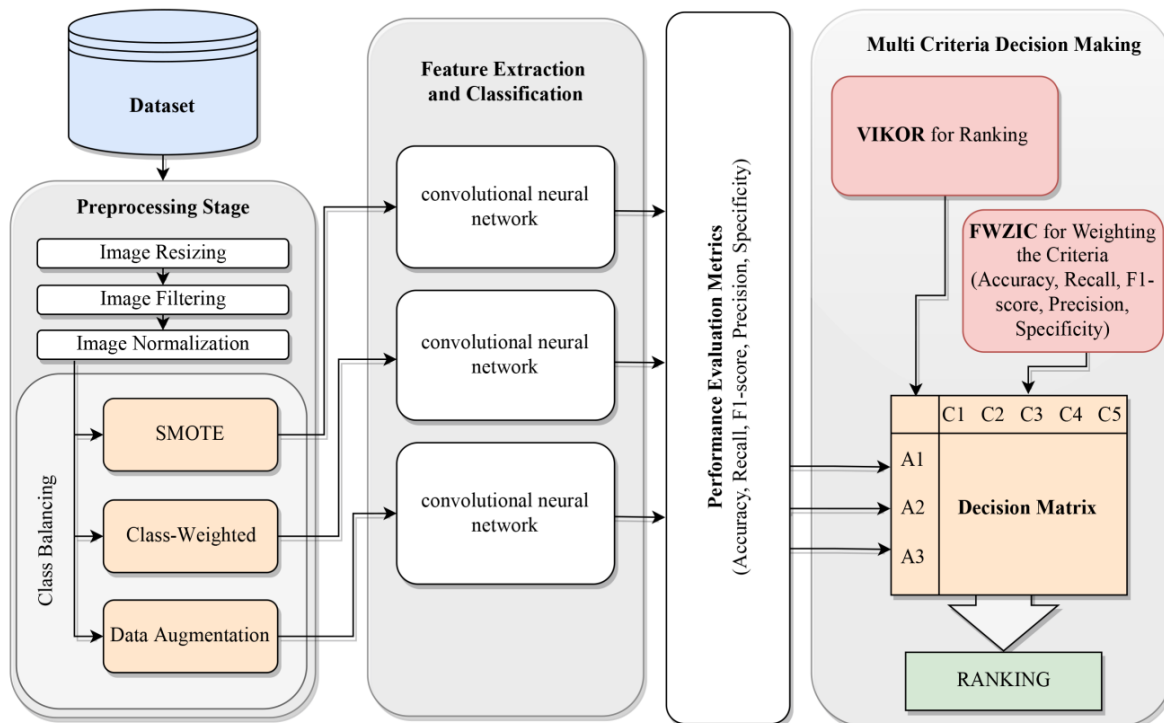 Dataset
Preprocessing Stage
Image Resizing
Image Filtering
Image Normalization
Class Balancing
SMOTE
Class-Weighted
Data Augmentation
Feature Extraction
and Classification
convolutional neural
network
convolutional neural
network
convolutional neural
network
Performance Evaluation Metrics
(Accuracy, Recall, F1-score, Precision, Specificity)
Multi Criteria Decision Making
VIKOR for Ranking
FWZIC for Weighting
the Criteria
(Accuracy, Recall, F1-
score, Precision,
Specificity)
C1 C2 C3 C4 C5
A1
A2
A3
Decision Matrix
RANKING